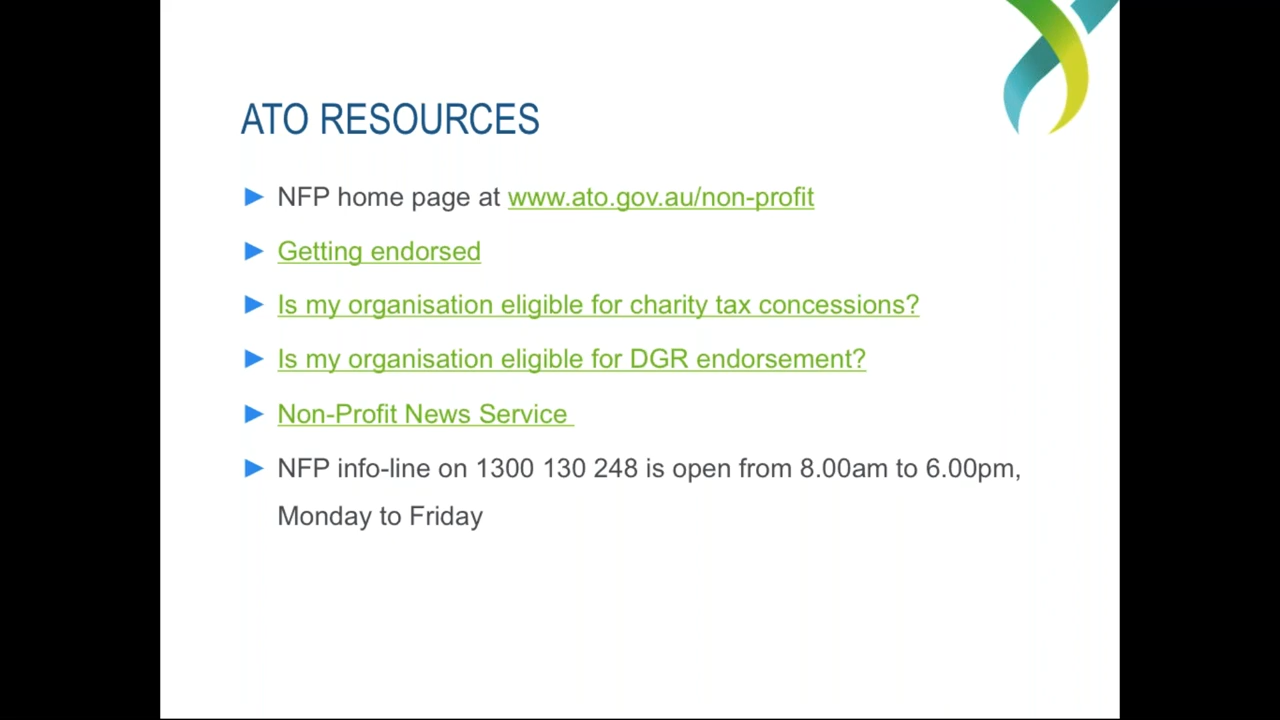 ATO RESOURCES
► NFP home page at www.ato.gov.au/non-profit
► Getting endorsed
► Is my organisation eligible for charity tax concessions?
► Is my organisation eligible for DGR endorsement?
► Non-Profit News Service
► NFP info-line on 1300 130 248 is open from 8.00am to 6.00pm,
Monday to Friday